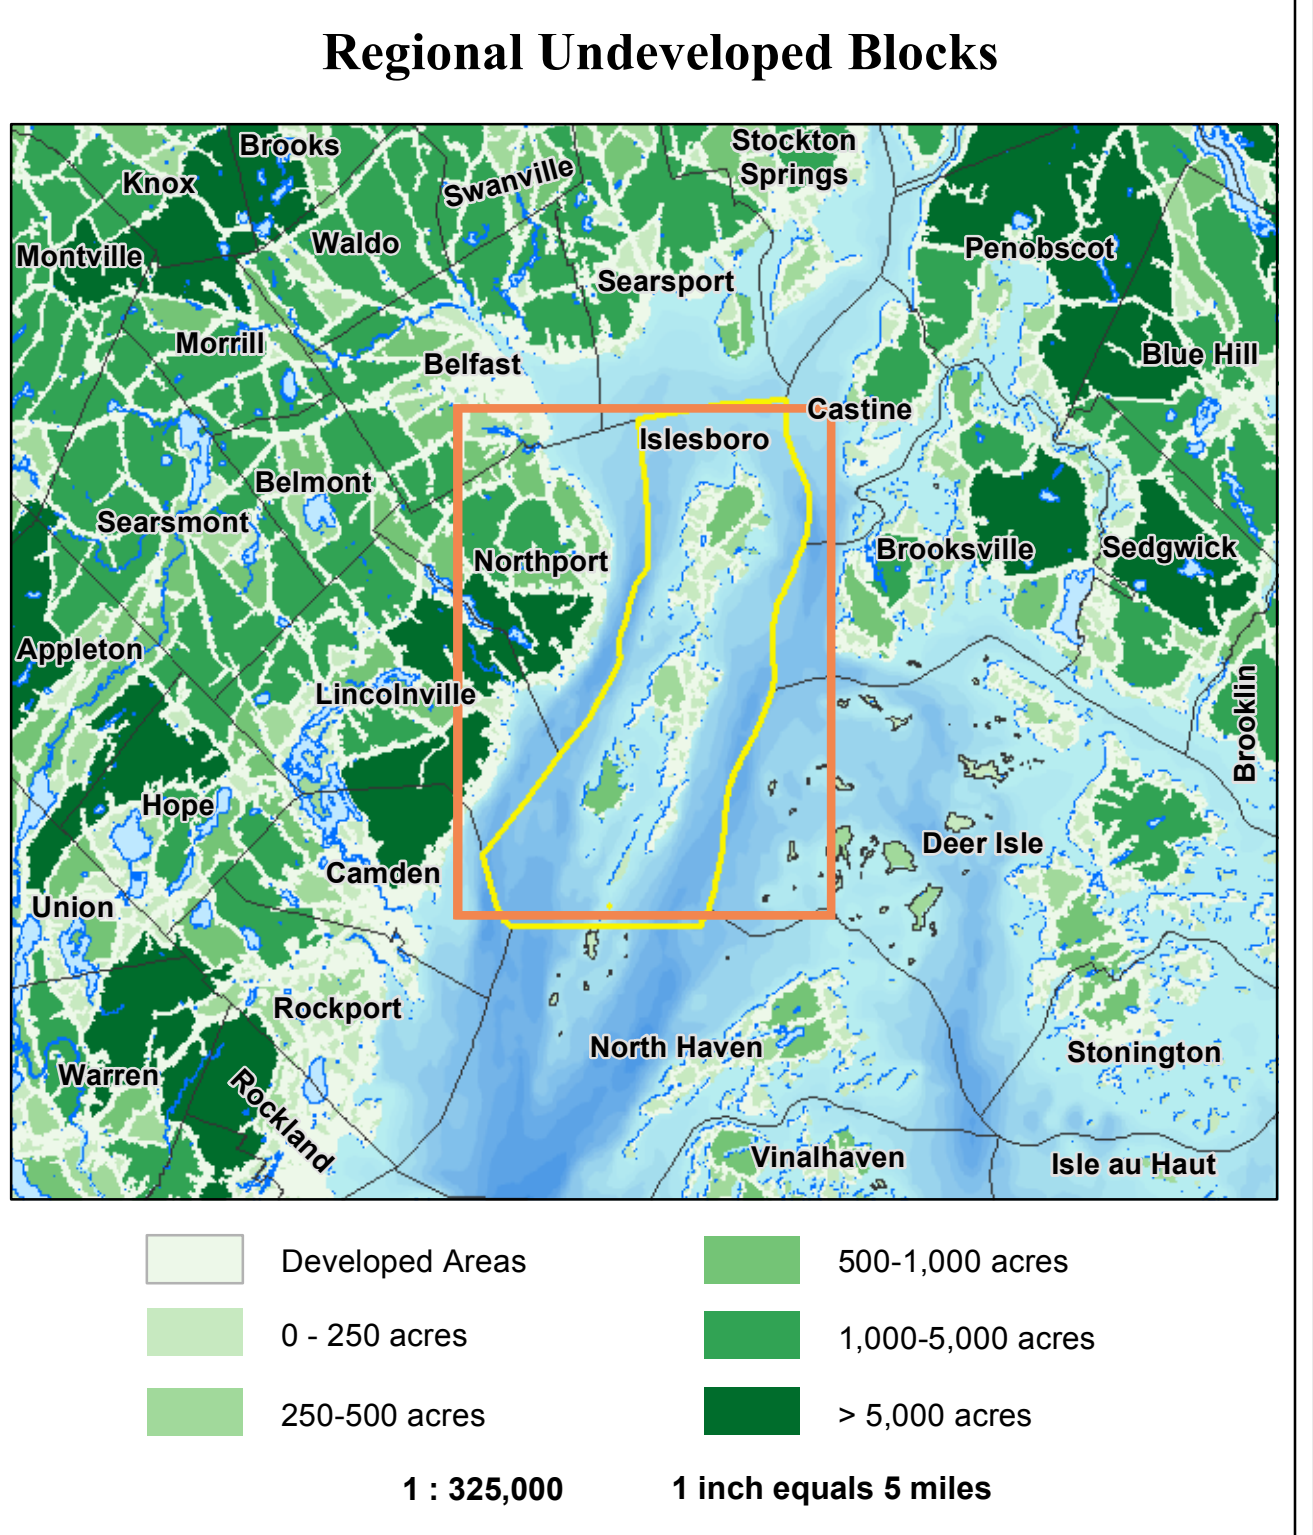 Regional Undeveloped Blocks
Brooks
Stockton
Springs
Knox
Swanville
Waldo
Montville
Penobscot
Searsport
Morrill
Belfast
Blue Hill
Castine
Islesboro
Belmont
Searsmont
Northport
Brooksville
Sedgwick
Appleton
Lincolnville
Brooklin
Hope
Deer Isle
Camden
Union
Rockport
North Haven
Stonington
Warren
Rockland
Vinalhaven
Isle au Haut
Developed Areas
500-1,000 acres
0 - 250 acres
1,000-5,000 acres
250-500 acres
> 5,000 acres
1 : 325,000
1 inch equals 5 miles